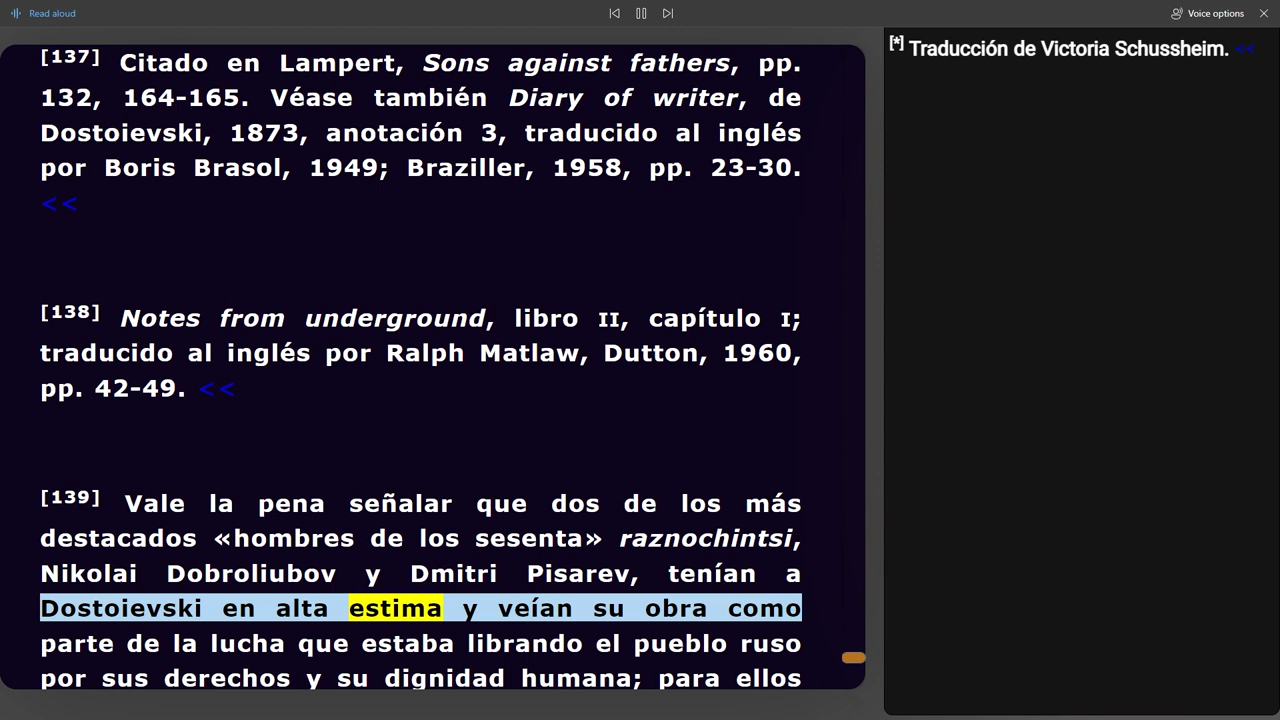 Read aloud
Voice options
[137] Citado en Lampert, Sons against fathers, pp.
132, 164-165. Véase también Diary of writer, de
Dostoievski, 1873, anotación 3, traducido al inglés
por Boris Brasol, 1949; Braziller, 1958, pp. 23-30.
<<
[138] Notes from underground, libro II, capítulo I;
traducido al inglés por Ralph Matlaw, Dutton, 1960,
pp. 42-49. <<
[139] Vale la pena señalar que dos de los más
destacados «hombres de los sesenta» raznochintsi,
Nikolai Dobroliubov y Dmitri Pisarev, tenían a
Dostoievski en alta estima y veían su obra como
parte de la lucha que estaba librando el pueblo ruso
por sus derechos y su dignidad humana; para ellos
[*] Traducción de Victoria Schussheim. <<